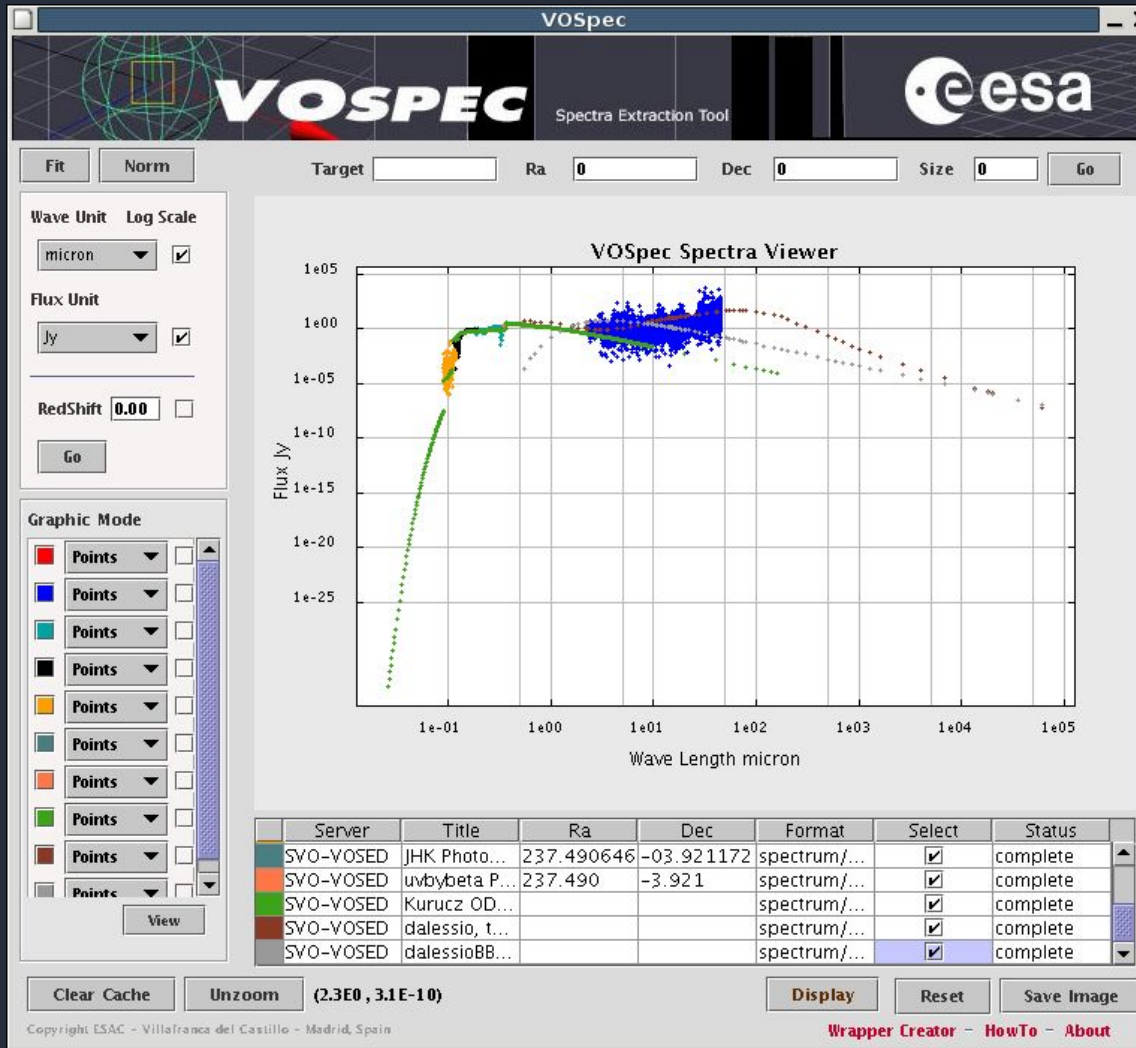 VOSpec
VOSPEC Spectra Extraction Tool esa
Fit Norm Target Ra 0 Dec 0 Size 0 Go
Wave Unit Log Scale
micron
Flux Unit
Jy
RedShift 0.00
Go
VOSpec Spectra Viewer
1e05
1e00
1e-05
1e-10
1e-15
1e-20
1e-25
Flux Jy
1e-01 1e00 1e01 1e02 1e03 1e04 1e05
Wave Length micron
Graphic Mode
Points
Points
Points
Points
Points
Points
Points
Points
Points
Points
View
Server Title Ra Dec Format Select Status
SVO-VOSED JHK Photo... 237.490646 -03.921172 spectrum/... complete
SVO-VOSED uvbybeta P... 237.490 -3.921 spectrum/... complete
SVO-VOSED Kurucz OD... spectrum/... complete
SVO-VOSED dalessio, t... spectrum/... complete
SVO-VOSED dalessioBB... spectrum/... complete
Clear Cache Unzoom (2.3E0 , 3.1E-10) Display Reset Save Image
Copyright ESAC - Villafranca del Castillo - Madrid, Spain Wrapper Creator - HowTo - About